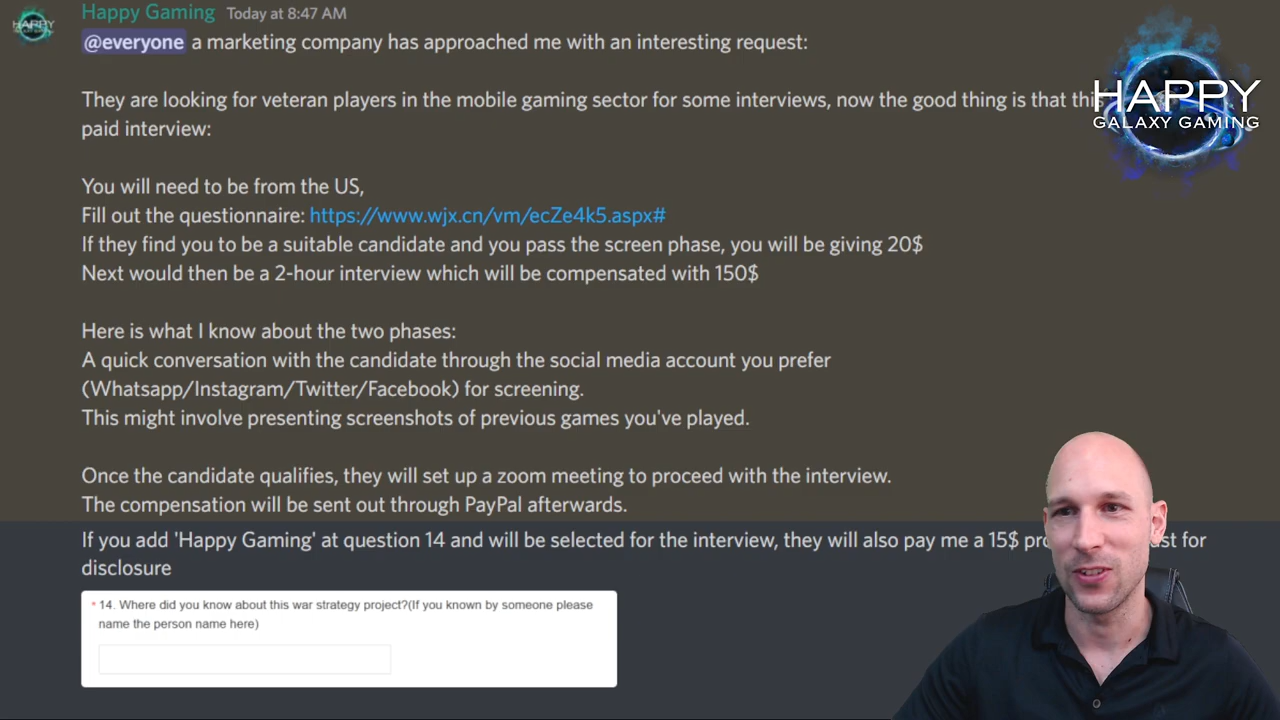 Happy Gaming Today at 8:47 AM
@everyone a marketing company has approached me with an interesting request:
They are looking for veteran players in the mobile gaming sector for some interviews, now the good thing is that this
paid interview:
You will need to be from the US,
Fill out the questionnaire: https://www.wjx.cn/vm/ecZe4k5.aspx#
If they find you to be a suitable candidate and you pass the screen phase, you will be giving 20$
Next would then be a 2-hour interview which will be compensated with 150$
Here is what I know about the two phases:
A quick conversation with the candidate through the social media account you prefer
(Whatsapp/Instagram/Twitter/Facebook) for screening.
This might involve presenting screenshots of previous games you've played.
Once the candidate qualifies, they will set up a zoom meeting to proceed with the interview.
The compensation will be sent out through PayPal afterwards.
If you add 'Happy Gaming' at question 14 and will be selected for the interview, they will also pay me a 15$ for
disclosure
* 14. Where did you know about this war strategy project?(If you known by someone please
name the person name here)
HAPPY
GALAXY GAMING
HAPPY